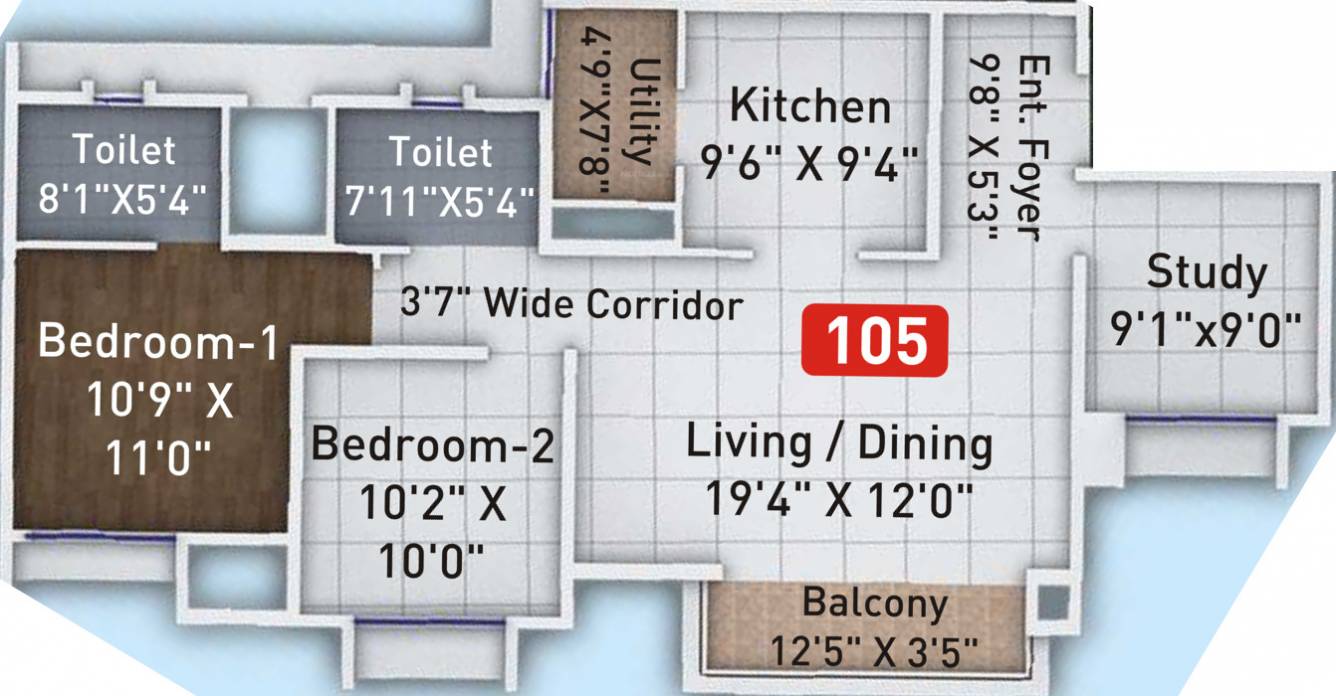 Utility
4'9"X7'8"
Kitchen
9'6" X 9'4"
Ent. Foyer
9'8" X 5'3"
Toilet
8'1"X5'4"
Toilet
7'11"X5'4"
Study
9'1"x9'0"
3'7" Wide Corridor
105
Bedroom-1
10'9" X
11'0"
Bedroom-2
10'2" X
10'0"
Living / Dining
19'4" X 12'0"
Balcony
12'5" X 3'5"